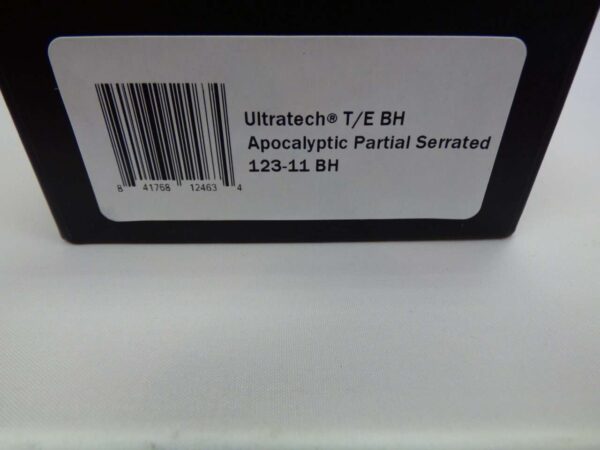 Ultratech® T/E BH
Apocalyptic Partial Serrated
123-11 BH
8 41768 12463 4